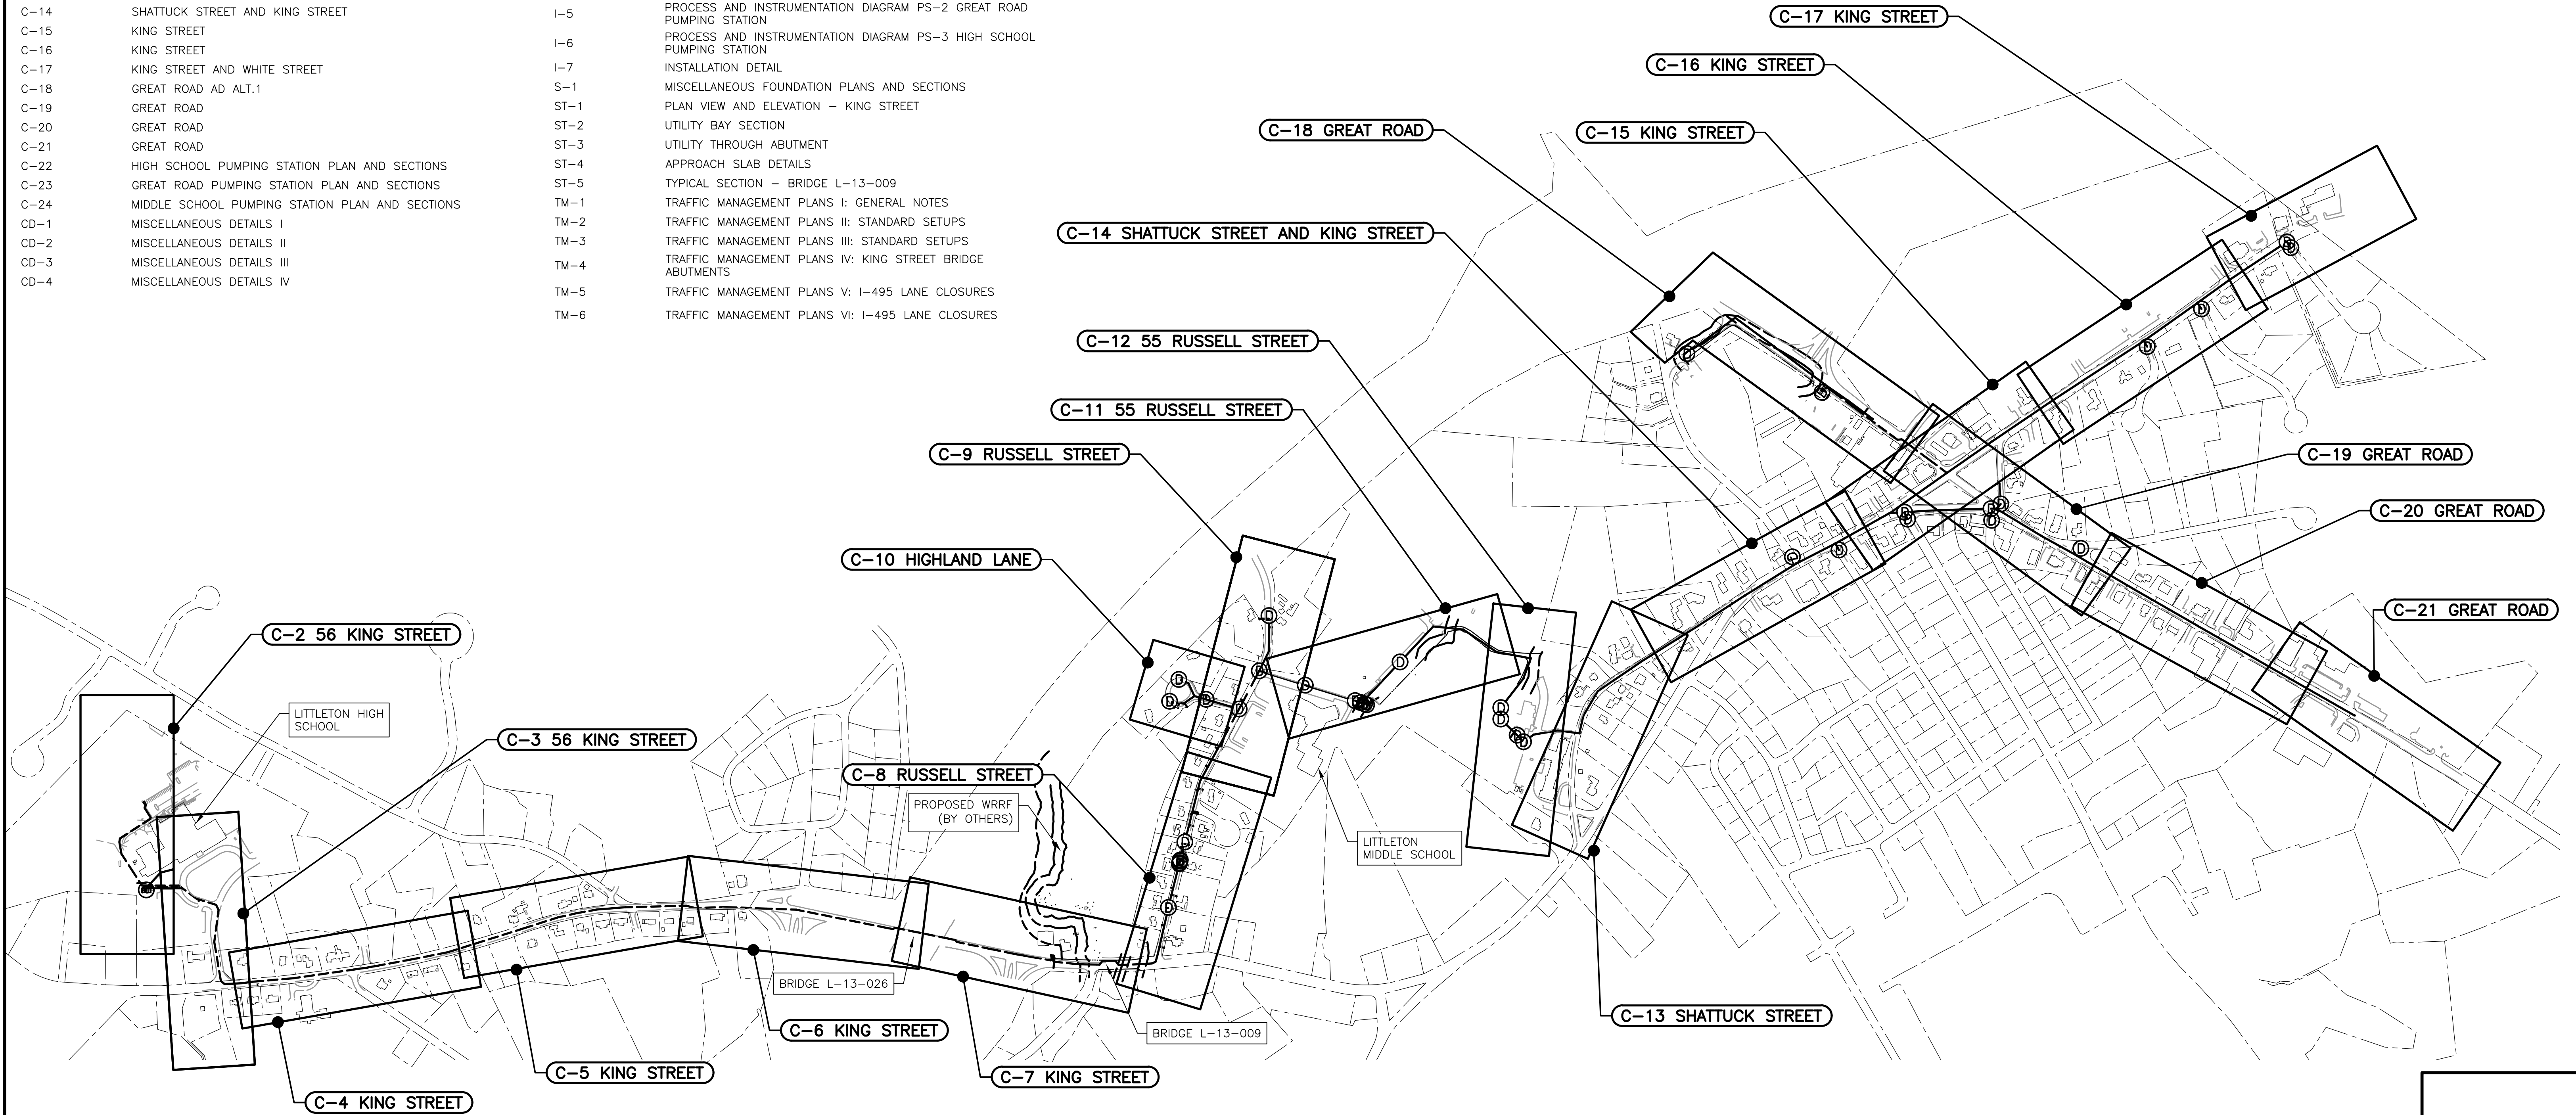 C-14 SHATTUCK STREET AND KING STREET
C-15 KING STREET
C-16 KING STREET
C-17 KING STREET AND WHITE STREET
C-18 GREAT ROAD AD ALT.1
C-19 GREAT ROAD
C-20 GREAT ROAD
C-21 GREAT ROAD
C-22 HIGH SCHOOL PUMPING STATION PLAN AND SECTIONS
C-23 GREAT ROAD PUMPING STATION PLAN AND SECTIONS
C-24 MIDDLE SCHOOL PUMPING STATION PLAN AND SECTIONS
CD-1 MISCELLANEOUS DETAILS I
CD-2 MISCELLANEOUS DETAILS II
CD-3 MISCELLANEOUS DETAILS III
CD-4 MISCELLANEOUS DETAILS IV
I-5 PROCESS AND INSTRUMENTATION DIAGRAM PS-2 GREAT ROAD
PUMPING STATION
I-6 PROCESS AND INSTRUMENTATION DIAGRAM PS-3 HIGH SCHOOL
PUMPING STATION
I-7 INSTALLATION DETAIL
S-1 MISCELLANEOUS FOUNDATION PLANS AND SECTIONS
ST-1 PLAN VIEW AND ELEVATION - KING STREET
ST-2 UTILITY BAY SECTION
ST-3 UTILITY THROUGH ABUTMENT
ST-4 APPROACH SLAB DETAILS
ST-5 TYPICAL SECTION - BRIDGE L-13-009
TM-1 TRAFFIC MANAGEMENT PLANS I: GENERAL NOTES
TM-2 TRAFFIC MANAGEMENT PLANS II: STANDARD SETUPS
TM-3 TRAFFIC MANAGEMENT PLANS III: STANDARD SETUPS
TM-4 TRAFFIC MANAGEMENT PLANS IV: KING STREET BRIDGE
ABUTMENTS
TM-5 TRAFFIC MANAGEMENT PLANS V: I-495 LANE CLOSURES
TM-6 TRAFFIC MANAGEMENT PLANS VI: I-495 LANE CLOSURES
C-17 KING STREET
C-16 KING STREET
C-18 GREAT ROAD
C-15 KING STREET
C-14 SHATTUCK STREET AND KING STREET
C-12 55 RUSSELL STREET
C-11 55 RUSSELL STREET
C-9 RUSSELL STREET
C-19 GREAT ROAD
C-20 GREAT ROAD
C-10 HIGHLAND LANE
C-21 GREAT ROAD
C-2 56 KING STREET
LITTLETON HIGH
SCHOOL
C-3 56 KING STREET
C-8 RUSSELL STREET
PROPOSED WRRF
(BY OTHERS)
LITTLETON
MIDDLE SCHOOL
BRIDGE L-13-026
C-13 SHATTUCK STREET
C-6 KING STREET
BRIDGE L-13-009
C-5 KING STREET
C-7 KING STREET
C-4 KING STREET